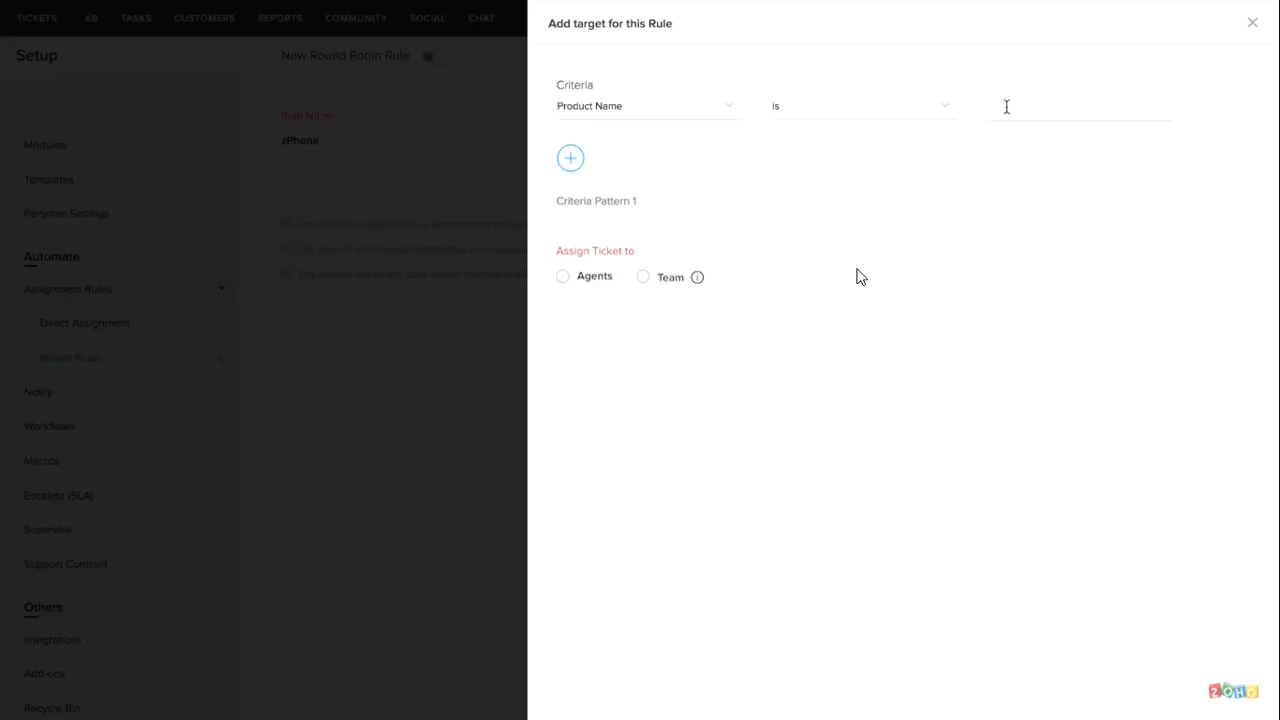 TICKETS KB TASKS CUSTOMERS REPORTS COMMUNITY SOCIAL CHAT
Setup
New Round Robin Rule
Rule Name
zPhone
Modules
Templates
Personal Settings
Automate
Assignment Rules
Direct Assignment
Round Robin
Notify
Workflows
Macros
Escalate (SLA)
Supervise
Support Contract
Others
Integrations
Add-ons
Recycle Bin
Add target for this Rule
Criteria
Product Name is
Criteria Pattern 1
Assign Ticket to
Agents Team
ZOHO